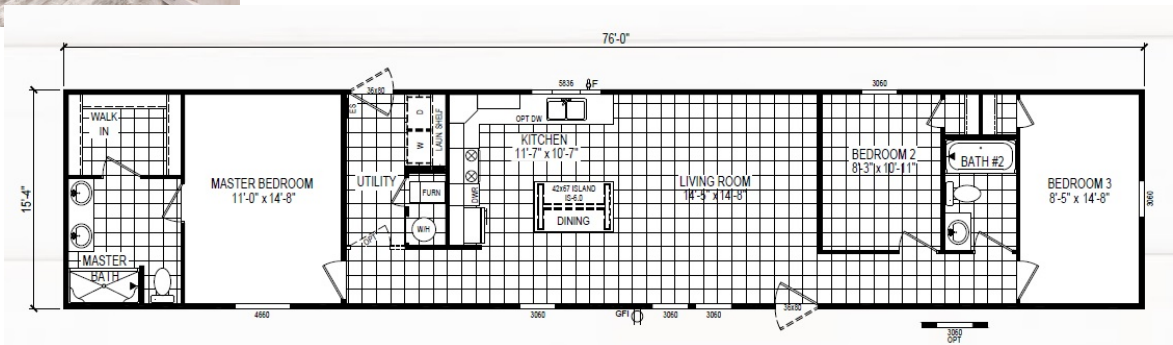 76'-0"
15'-4"
WALK
IN
MASTER
BATH
MASTER BEDROOM
11'-0" x 14'-8"
4660
36x80
ES
UTILITY
OPT
D
W
LAUN SHELF
FURN
W/H
5836
F
OPT DW
KITCHEN
11'-7" x 10'-7"
DWR
42x67 ISLAND
IS-6.0
DINING
LIVING ROOM
14'-5" x 14'-8"
3060
GFI
3060
3060
36x80
3060
BEDROOM 2
8'-3" x 10'-11"
BATH #2
BEDROOM 3
8'-5" x 14'-8"
3060
3060
OPT